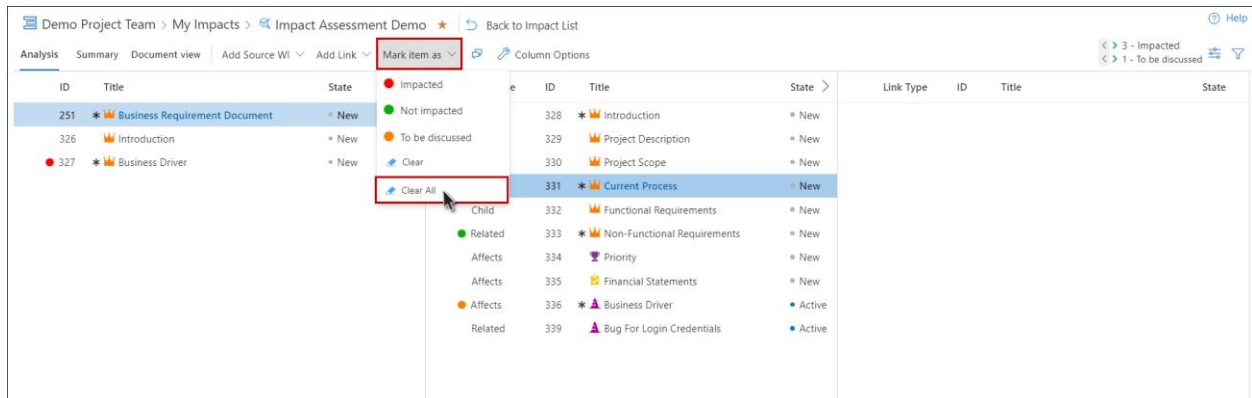 Demo Project Team > My Impacts > Impact Assessment Demo ★ Back to Impact List
Help
Analysis Summary Document view Add Source WI Add Link Mark item as Column Options
< > 3 - Impacted
< > 1 - To be discussed
ID Title State
251 * Business Requirement Document New
326 Introduction New
327 * Business Driver New
Impacted
Not impacted
To be discussed
Clear
Clear All
e ID Title State >
328 * Introduction New
329 Project Description New
330 Project Scope New
331 * Current Process New
Child 332 Functional Requirements New
Related 333 * Non-Functional Requirements New
Affects 334 Priority New
Affects 335 Financial Statements New
Affects 336 * Business Driver Active
Related 339 Bug For Login Credentials Active
Link Type ID Title State